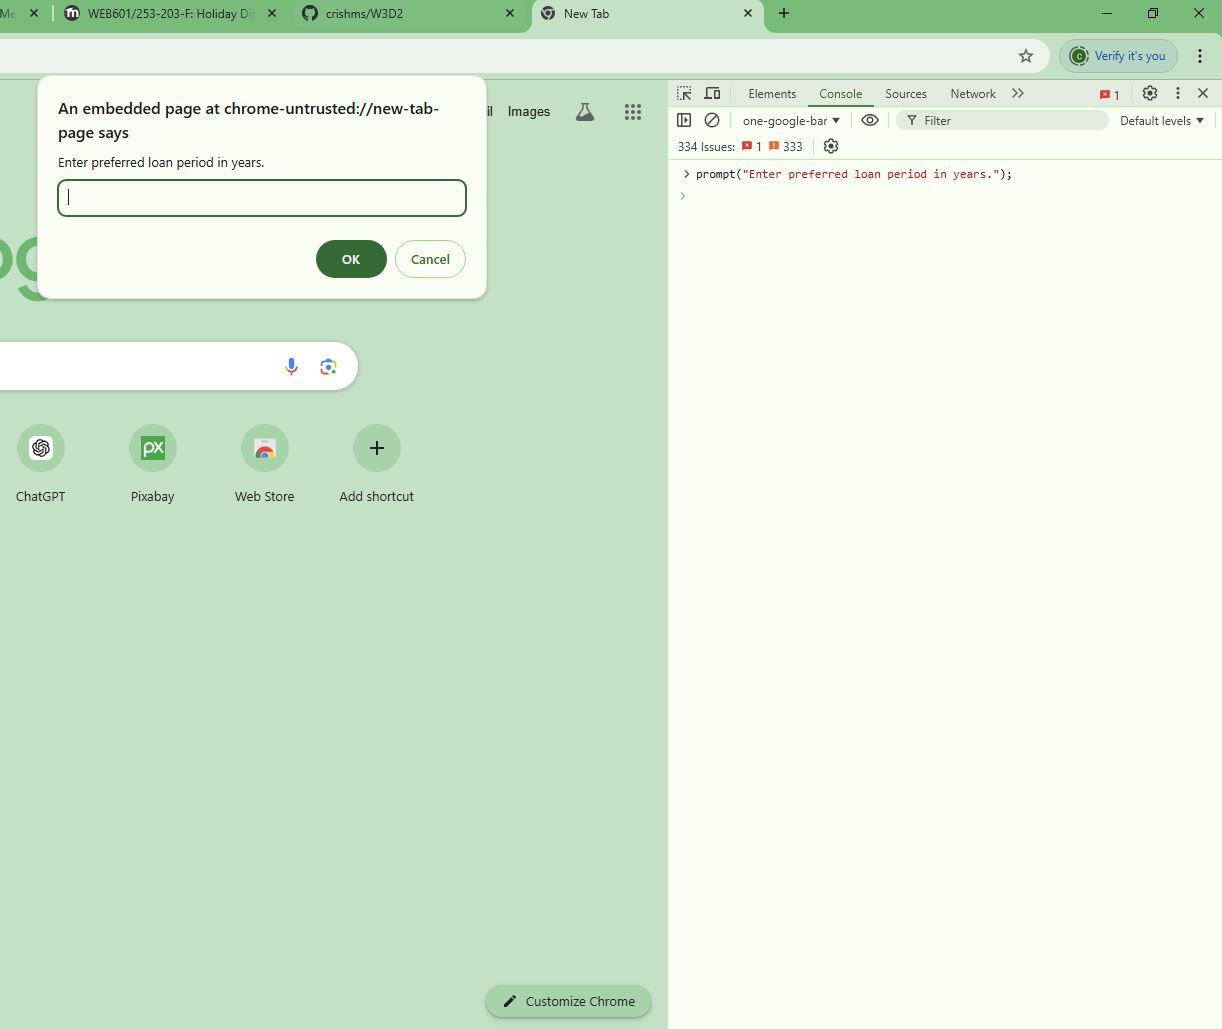 Me
WEB601/253-203-F: Holiday Di
crishms/W3D2
New Tab
Verify it's you
An embedded page at chrome-untrusted://new-tab-
page says
Enter preferred loan period in years.
OK
Cancel
il
Images
ChatGPT
Pixabay
Web Store
Add shortcut
Customize Chrome
Elements
Console
Sources
Network
1
one-google-bar
Filter
Default levels
334 Issues:
1
333
prompt("Enter preferred loan period in years.");